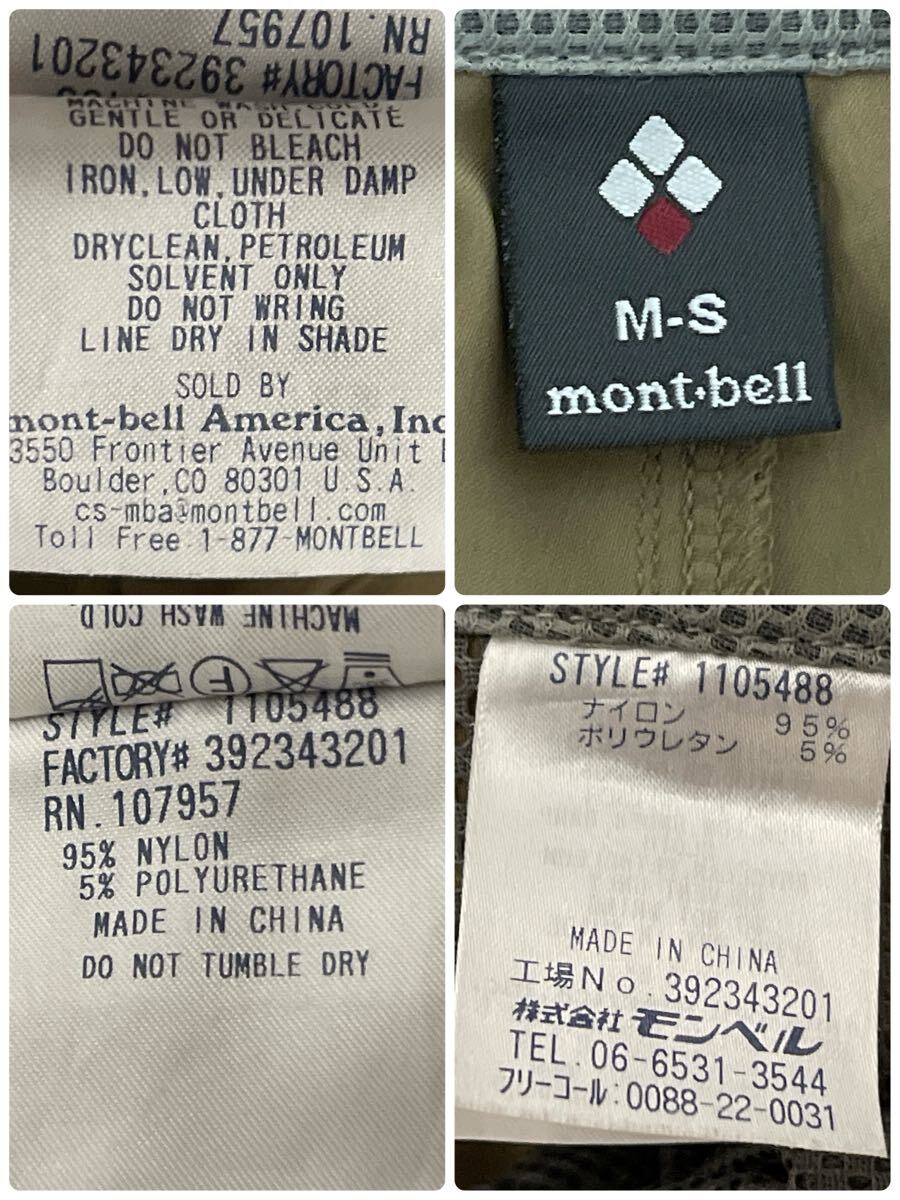 RN.107957
FACTORY# 392343201
MACHINE WASH COLD,
GENTLE OR DELICATE
DO NOT BLEACH
IRON,LOW,UNDER DAMP
CLOTH
DRYCLEAN,PETROLEUM
SOLVENT ONLY
DO NOT WRING
LINE DRY IN SHADE
SOLD BY
mont-bell America,Inc
3550 Frontier Avenue Unit
Boulder,CO 80301 U.S.A.
cs-mba@montbell.com
Toll Free 1-877-MONTBELL
M-S
mont·bell
MACHINE WASH COLD
STYLE# 1105488
FACTORY# 392343201
RN.107957
95% NYLON
5% POLYURETHANE
MADE IN CHINA
DO NOT TUMBLE DRY
STYLE# 1105488
ナイロン 95%
ポリウレタン 5%
MADE IN CHINA
工場No.392343201
株式会社モンベル
TEL.06-6531-3544
フリーコール:0088-22-0031